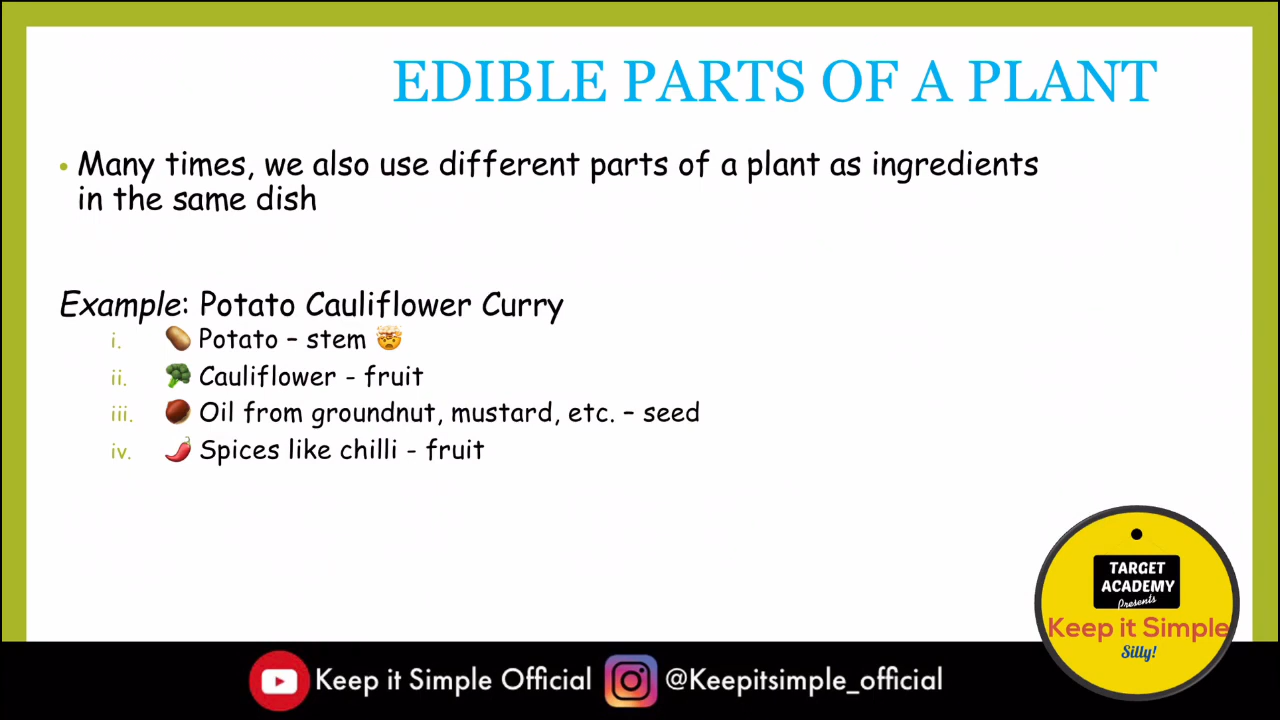 EDIBLE PARTS OF A PLANT
• Many times, we also use different parts of a plant as ingredients
in the same dish
Example: Potato Cauliflower Curry
i. 🥔 Potato – stem 🤯
ii. 🥦 Cauliflower - fruit
iii. 🌰 Oil from groundnut, mustard, etc. – seed
iv. 🌶️ Spices like chilli - fruit
TARGET
ACADEMY
Presents
Keep it Simple
Silly!
Keep it Simple Official @Keepitsimple_official